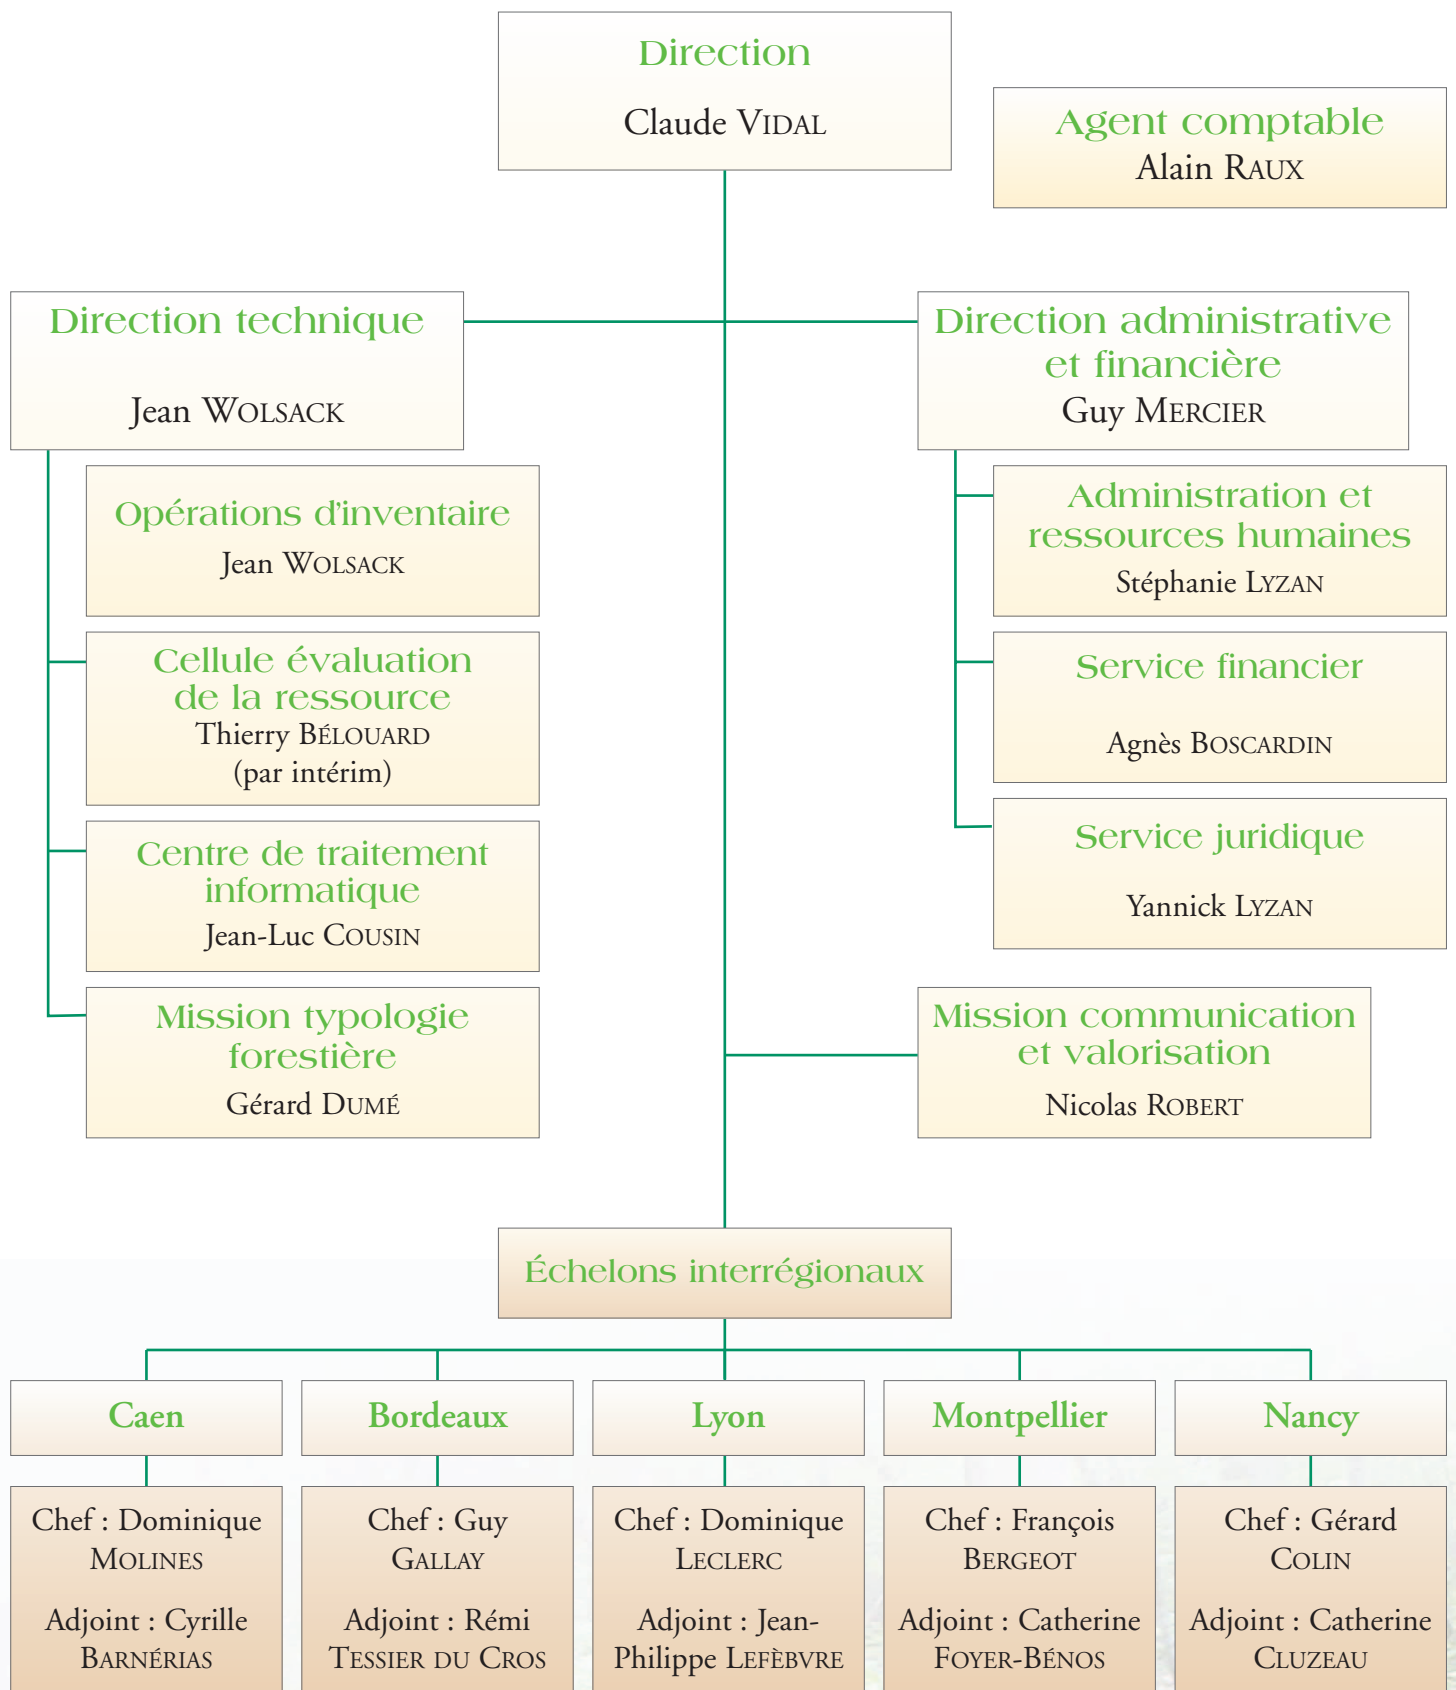 Direction
Claude VIDAL
Agent comptable
Alain RAUX
Direction technique
Jean WOLSACK
Direction administrative
et financière
Guy MERCIER
Opérations d'inventaire
Jean WOLSACK
Cellule évaluation
de la ressource
Thierry BÉLOUARD
(par intérim)
Centre de traitement
informatique
Jean-Luc COUSIN
Mission typologie
forestière
Gérard DUMÉ
Administration et
ressources humaines
Stéphanie LYZAN
Service financier
Agnès BOSCARDIN
Service juridique
Yannick LYZAN
Mission communication
et valorisation
Nicolas ROBERT
Échelons interrégionaux
Caen
Chef : Dominique
MOLINES
Adjoint : Cyrille
BARNÉRIAS
Bordeaux
Chef : Guy
GALLAY
Adjoint : Rémi
TESSIER DU CROS
Lyon
Chef : Dominique
LECLERC
Adjoint : Jean-
Philippe LEFÈBVRE
Montpellier
Chef : François
BERGEOT
Adjoint : Catherine
FOYER-BÉNOS
Nancy
Chef : Gérard
COLIN
Adjoint : Catherine
CLUZEAU